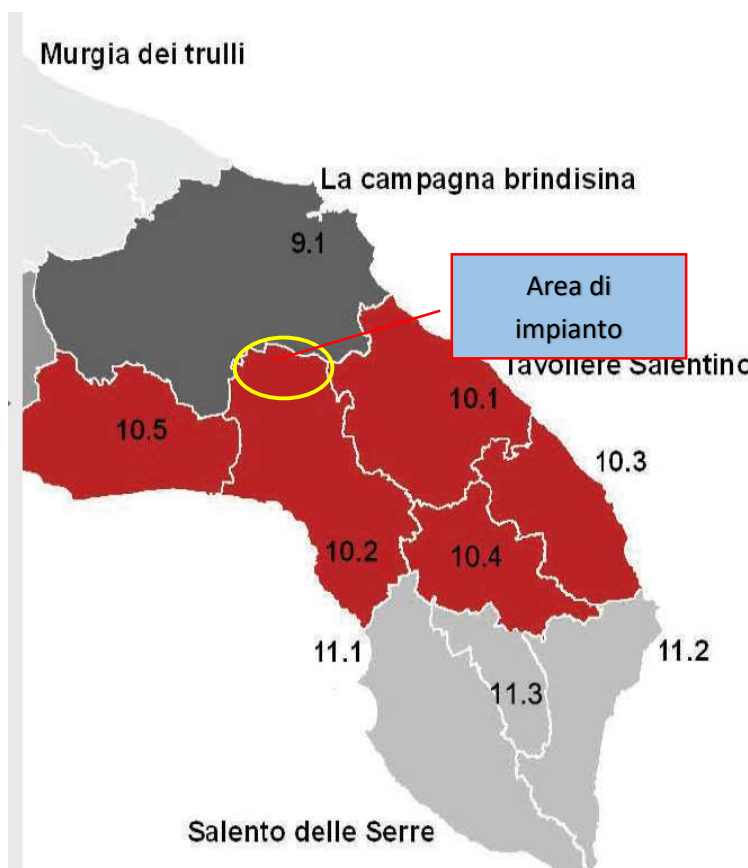 Murgia dei trulli
La campagna brindisina
9.1
Area di
impianto
Tavoliere Salentino
10.1
10.5
10.3
10.2
10.4
11.1
11.2
11.3
Salento delle Serre